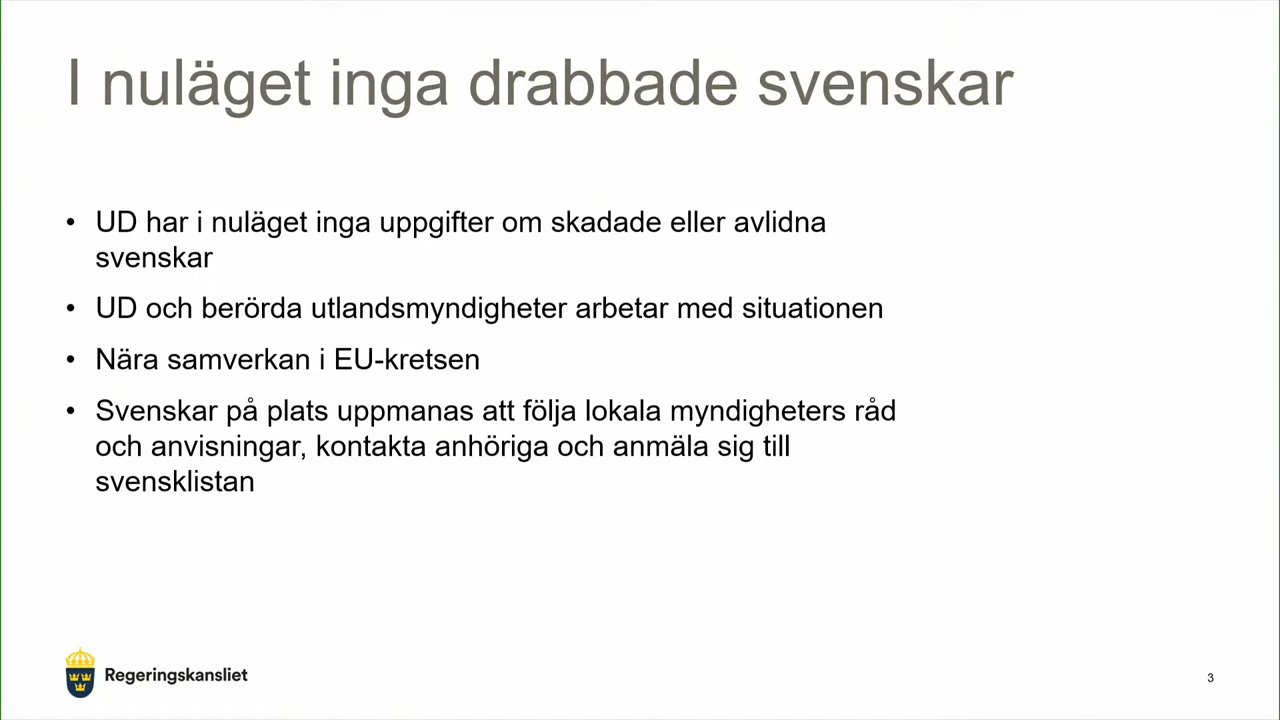 I nuläget inga drabbade svenskar
• UD har i nuläget inga uppgifter om skadade eller avlidna
svenskar
• UD och berörda utlandsmyndigheter arbetar med situationen
• Nära samverkan i EU-kretsen
• Svenskar på plats uppmanas att följa lokala myndigheters råd
och anvisningar, kontakta anhöriga och anmäla sig till
svensklistan
Regeringskansliet
3